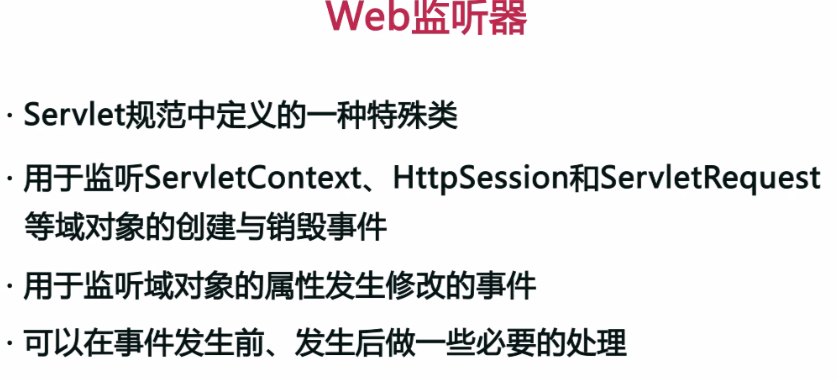 Web监听器
· Servlet规范中定义的一种特殊类
· 用于监听ServletContext、HttpSession和ServletRequest
等域对象的创建与销毁事件
· 用于监听域对象的属性发生修改的事件
· 可以在事件发生前、发生后做一些必要的处理